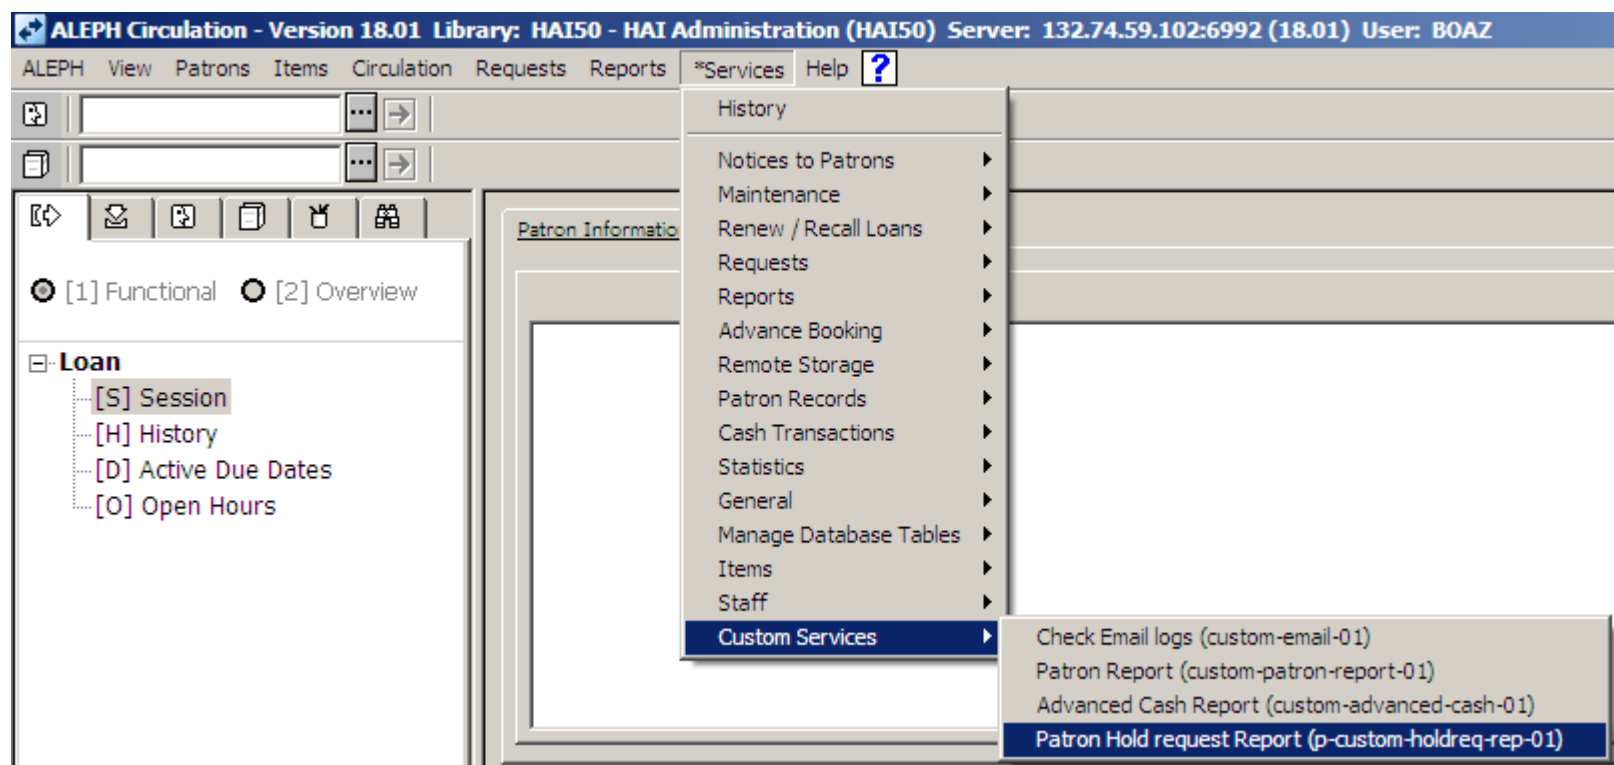 ALEPH Circulation - Version 18.01 Library: HAI50 - HAI Administration (HAI50) Server: 132.74.59.102:6992 (18.01) User: BOAZ
ALEPH View Patrons Items Circulation Requests Reports *Services Help ?
History
Notices to Patrons
Maintenance
Renew / Recall Loans
Requests
Reports
Advance Booking
Remote Storage
Patron Records
Cash Transactions
Statistics
General
Manage Database Tables
Items
Staff
Custom Services
Check Email logs (custom-email-01)
Patron Report (custom-patron-report-01)
Advanced Cash Report (custom-advanced-cash-01)
Patron Hold request Report (p-custom-holdreq-rep-01)
Patron Informatio
[1] Functional [2] Overview
Loan
[S] Session
[H] History
[D] Active Due Dates
[O] Open Hours